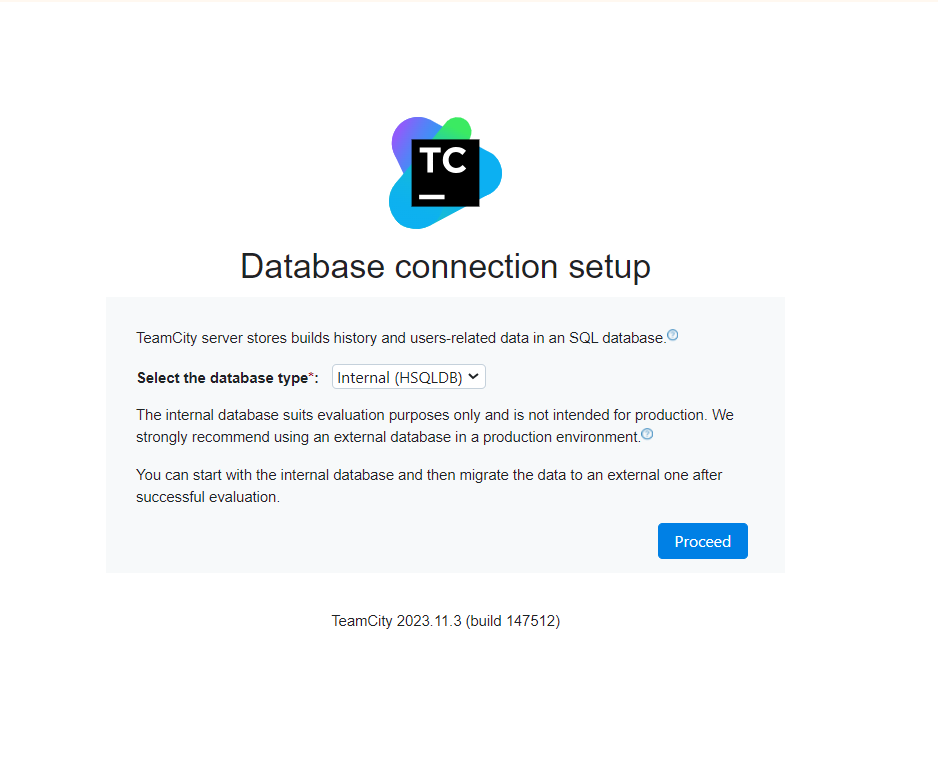 TC
Database connection setup
TeamCity server stores builds history and users-related data in an SQL database.?
Select the database type*: Internal (HSQLDB)
The internal database suits evaluation purposes only and is not intended for production. We
strongly recommend using an external database in a production environment.?
You can start with the internal database and then migrate the data to an external one after
successful evaluation.
Proceed
TeamCity 2023.11.3 (build 147512)